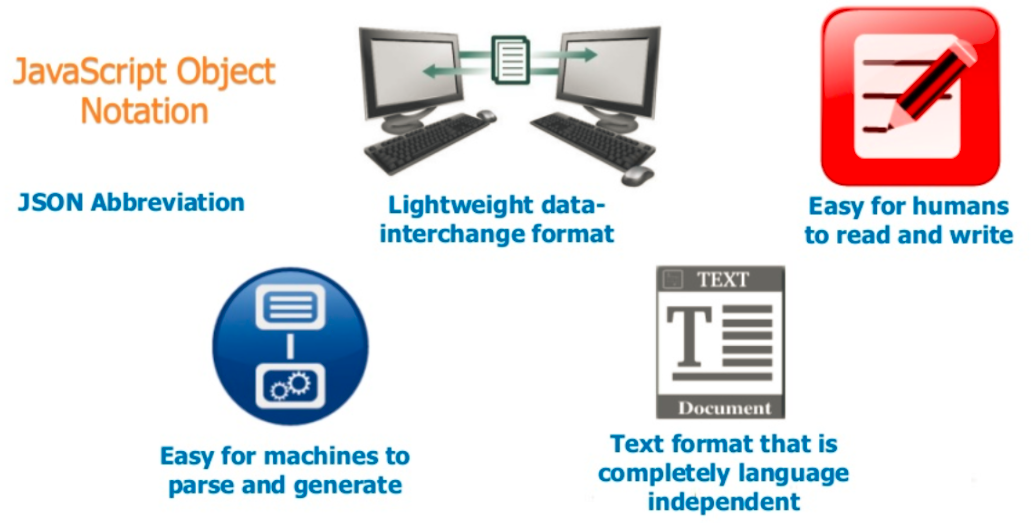 JavaScript Object
Notation
JSON Abbreviation
Lightweight data-
interchange format
Easy for humans
to read and write
Easy for machines to
parse and generate
TEXT
T
Document
Text format that is
completely language
independent